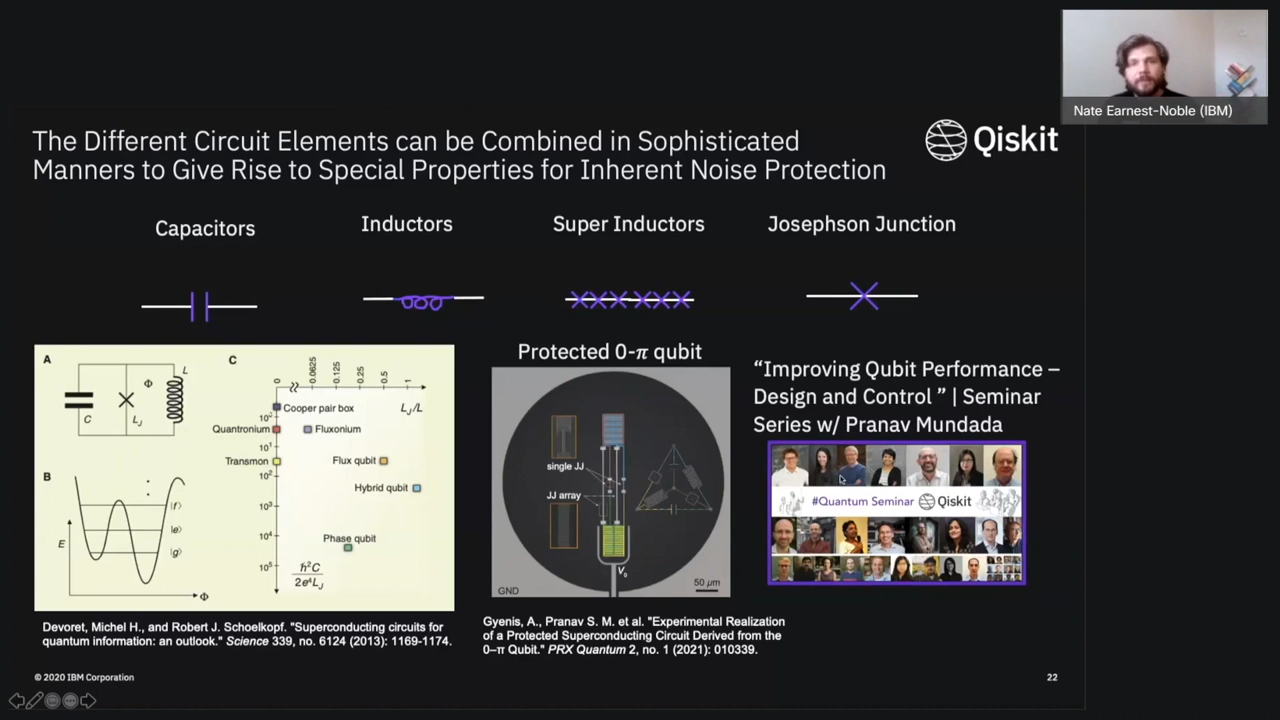 Nate Earnest-Noble (IBM)
The Different Circuit Elements can be Combined in Sophisticated
Manners to Give Rise to Special Properties for Inherent Noise Protection
Qiskit
Capacitors
Inductors
Super Inductors
Josephson Junction
A
Φ
L
C
L_J
B
E
|f⟩
|e⟩
|g⟩
Φ
C
0
0.0625
0.125
0.25
0.5
1
L_J/L
Cooper pair box
Quantronium
Fluxonium
Transmon
Flux qubit
Hybrid qubit
Phase qubit
10¹
10²
10³
10⁴
10⁵
ℏ²C
2e⁴L_J
Devoret, Michel H., and Robert J. Schoelkopf. "Superconducting circuits for
quantum information: an outlook." Science 339, no. 6124 (2013): 1169-1174.
Protected 0-π qubit
single JJ
JJ array
V₀
GND
50 μm
Gyenis, A., Pranav S. M. et al. "Experimental Realization
of a Protected Superconducting Circuit Derived from the
0–π Qubit." PRX Quantum 2, no. 1 (2021): 010339.
“Improving Qubit Performance –
Design and Control ” | Seminar
Series w/ Pranav Mundada
#Quantum Seminar
Qiskit
© 2020 IBM Corporation
22